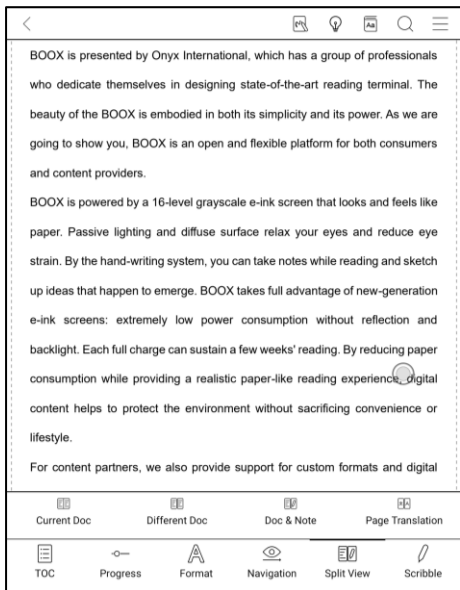 Aa
BOOX is presented by Onyx International, which has a group of professionals
who dedicate themselves in designing state-of-the-art reading terminal. The
beauty of the BOOX is embodied in both its simplicity and its power. As we are
going to show you, BOOX is an open and flexible platform for both consumers
and content providers.
BOOX is powered by a 16-level grayscale e-ink screen that looks and feels like
paper. Passive lighting and diffuse surface relax your eyes and reduce eye
strain. By the hand-writing system, you can take notes while reading and sketch
up ideas that happen to emerge. BOOX takes full advantage of new-generation
e-ink screens: extremely low power consumption without reflection and
backlight. Each full charge can sustain a few weeks' reading. By reducing paper
consumption while providing a realistic paper-like reading experience, digital
content helps to protect the environment without sacrificing convenience or
lifestyle.
For content partners, we also provide support for custom formats and digital
Current Doc Different Doc Doc & Note Page Translation
TOC Progress Format Navigation Split View Scribble